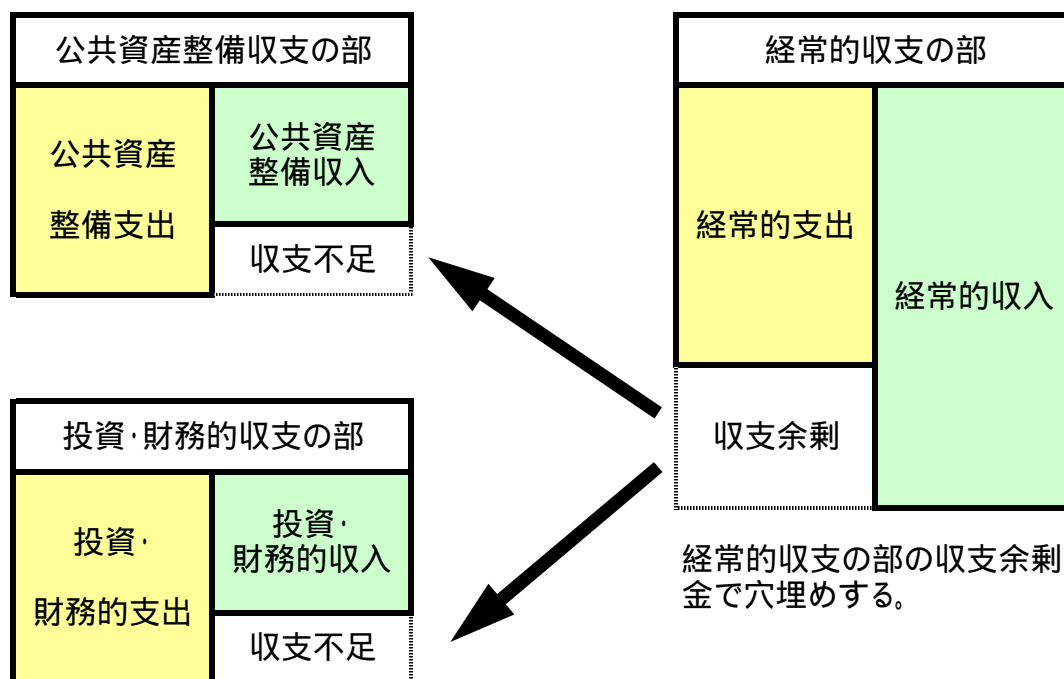 公共資産整備収支の部
公共資産
整備支出
公共資産
整備収入
収支不足
経常的収支の部
経常的支出
経常的収入
収支余剰
投資・財務的収支の部
投資・
財務的支出
投資・
財務的収入
収支不足
経常的収支の部の収支余剰
金で穴埋めする。